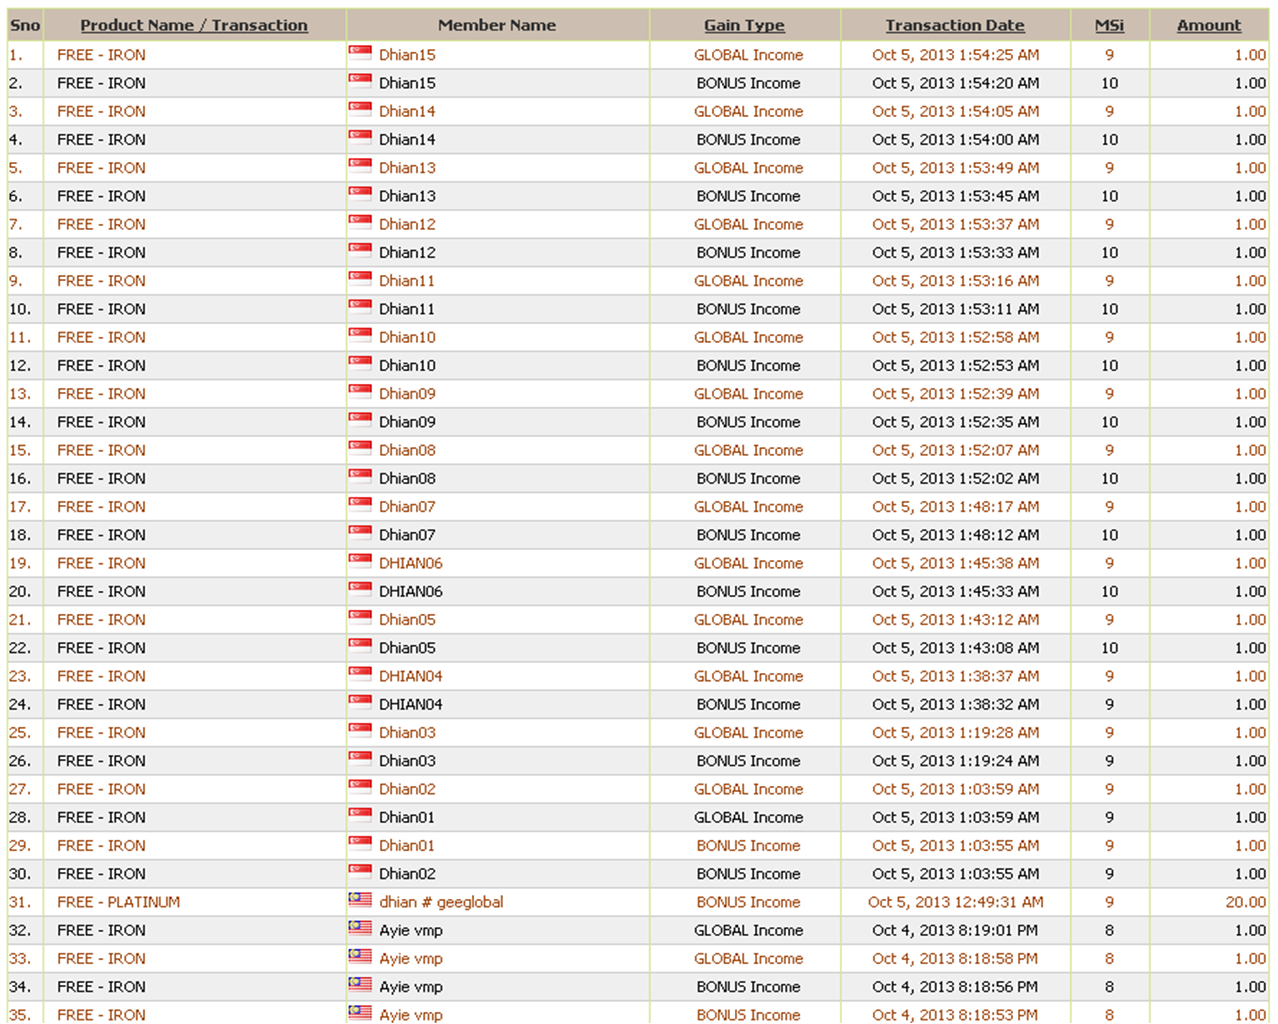 Sno Product Name / Transaction Member Name Gain Type Transaction Date MSi Amount
1. FREE - IRON Dhian15 GLOBAL Income Oct 5, 2013 1:54:25 AM 9 1.00
2. FREE - IRON Dhian15 BONUS Income Oct 5, 2013 1:54:20 AM 10 1.00
3. FREE - IRON Dhian14 GLOBAL Income Oct 5, 2013 1:54:05 AM 9 1.00
4. FREE - IRON Dhian14 BONUS Income Oct 5, 2013 1:54:00 AM 10 1.00
5. FREE - IRON Dhian13 GLOBAL Income Oct 5, 2013 1:53:49 AM 9 1.00
6. FREE - IRON Dhian13 BONUS Income Oct 5, 2013 1:53:45 AM 10 1.00
7. FREE - IRON Dhian12 GLOBAL Income Oct 5, 2013 1:53:37 AM 9 1.00
8. FREE - IRON Dhian12 BONUS Income Oct 5, 2013 1:53:33 AM 10 1.00
9. FREE - IRON Dhian11 GLOBAL Income Oct 5, 2013 1:53:16 AM 9 1.00
10. FREE - IRON Dhian11 BONUS Income Oct 5, 2013 1:53:11 AM 10 1.00
11. FREE - IRON Dhian10 GLOBAL Income Oct 5, 2013 1:52:58 AM 9 1.00
12. FREE - IRON Dhian10 BONUS Income Oct 5, 2013 1:52:53 AM 10 1.00
13. FREE - IRON Dhian09 GLOBAL Income Oct 5, 2013 1:52:39 AM 9 1.00
14. FREE - IRON Dhian09 BONUS Income Oct 5, 2013 1:52:35 AM 10 1.00
15. FREE - IRON Dhian08 GLOBAL Income Oct 5, 2013 1:52:07 AM 9 1.00
16. FREE - IRON Dhian08 BONUS Income Oct 5, 2013 1:52:02 AM 10 1.00
17. FREE - IRON Dhian07 GLOBAL Income Oct 5, 2013 1:48:17 AM 9 1.00
18. FREE - IRON Dhian07 BONUS Income Oct 5, 2013 1:48:12 AM 10 1.00
19. FREE - IRON DHIAN06 GLOBAL Income Oct 5, 2013 1:45:38 AM 9 1.00
20. FREE - IRON DHIAN06 BONUS Income Oct 5, 2013 1:45:33 AM 10 1.00
21. FREE - IRON Dhian05 GLOBAL Income Oct 5, 2013 1:43:12 AM 9 1.00
22. FREE - IRON Dhian05 BONUS Income Oct 5, 2013 1:43:08 AM 10 1.00
23. FREE - IRON DHIAN04 GLOBAL Income Oct 5, 2013 1:38:37 AM 9 1.00
24. FREE - IRON DHIAN04 BONUS Income Oct 5, 2013 1:38:32 AM 9 1.00
25. FREE - IRON Dhian03 GLOBAL Income Oct 5, 2013 1:19:28 AM 9 1.00
26. FREE - IRON Dhian03 BONUS Income Oct 5, 2013 1:19:24 AM 9 1.00
27. FREE - IRON Dhian02 GLOBAL Income Oct 5, 2013 1:03:59 AM 9 1.00
28. FREE - IRON Dhian01 GLOBAL Income Oct 5, 2013 1:03:59 AM 9 1.00
29. FREE - IRON Dhian01 BONUS Income Oct 5, 2013 1:03:55 AM 9 1.00
30. FREE - IRON Dhian02 BONUS Income Oct 5, 2013 1:03:55 AM 9 1.00
31. FREE - PLATINUM dhian # geeglobal BONUS Income Oct 5, 2013 12:49:31 AM 9 20.00
32. FREE - IRON Ayie vmp GLOBAL Income Oct 4, 2013 8:19:01 PM 8 1.00
33. FREE - IRON Ayie vmp GLOBAL Income Oct 4, 2013 8:18:58 PM 8 1.00
34. FREE - IRON Ayie vmp BONUS Income Oct 4, 2013 8:18:56 PM 8 1.00
35. FREE - IRON Ayie vmp BONUS Income Oct 4, 2013 8:18:53 PM 8 1.00